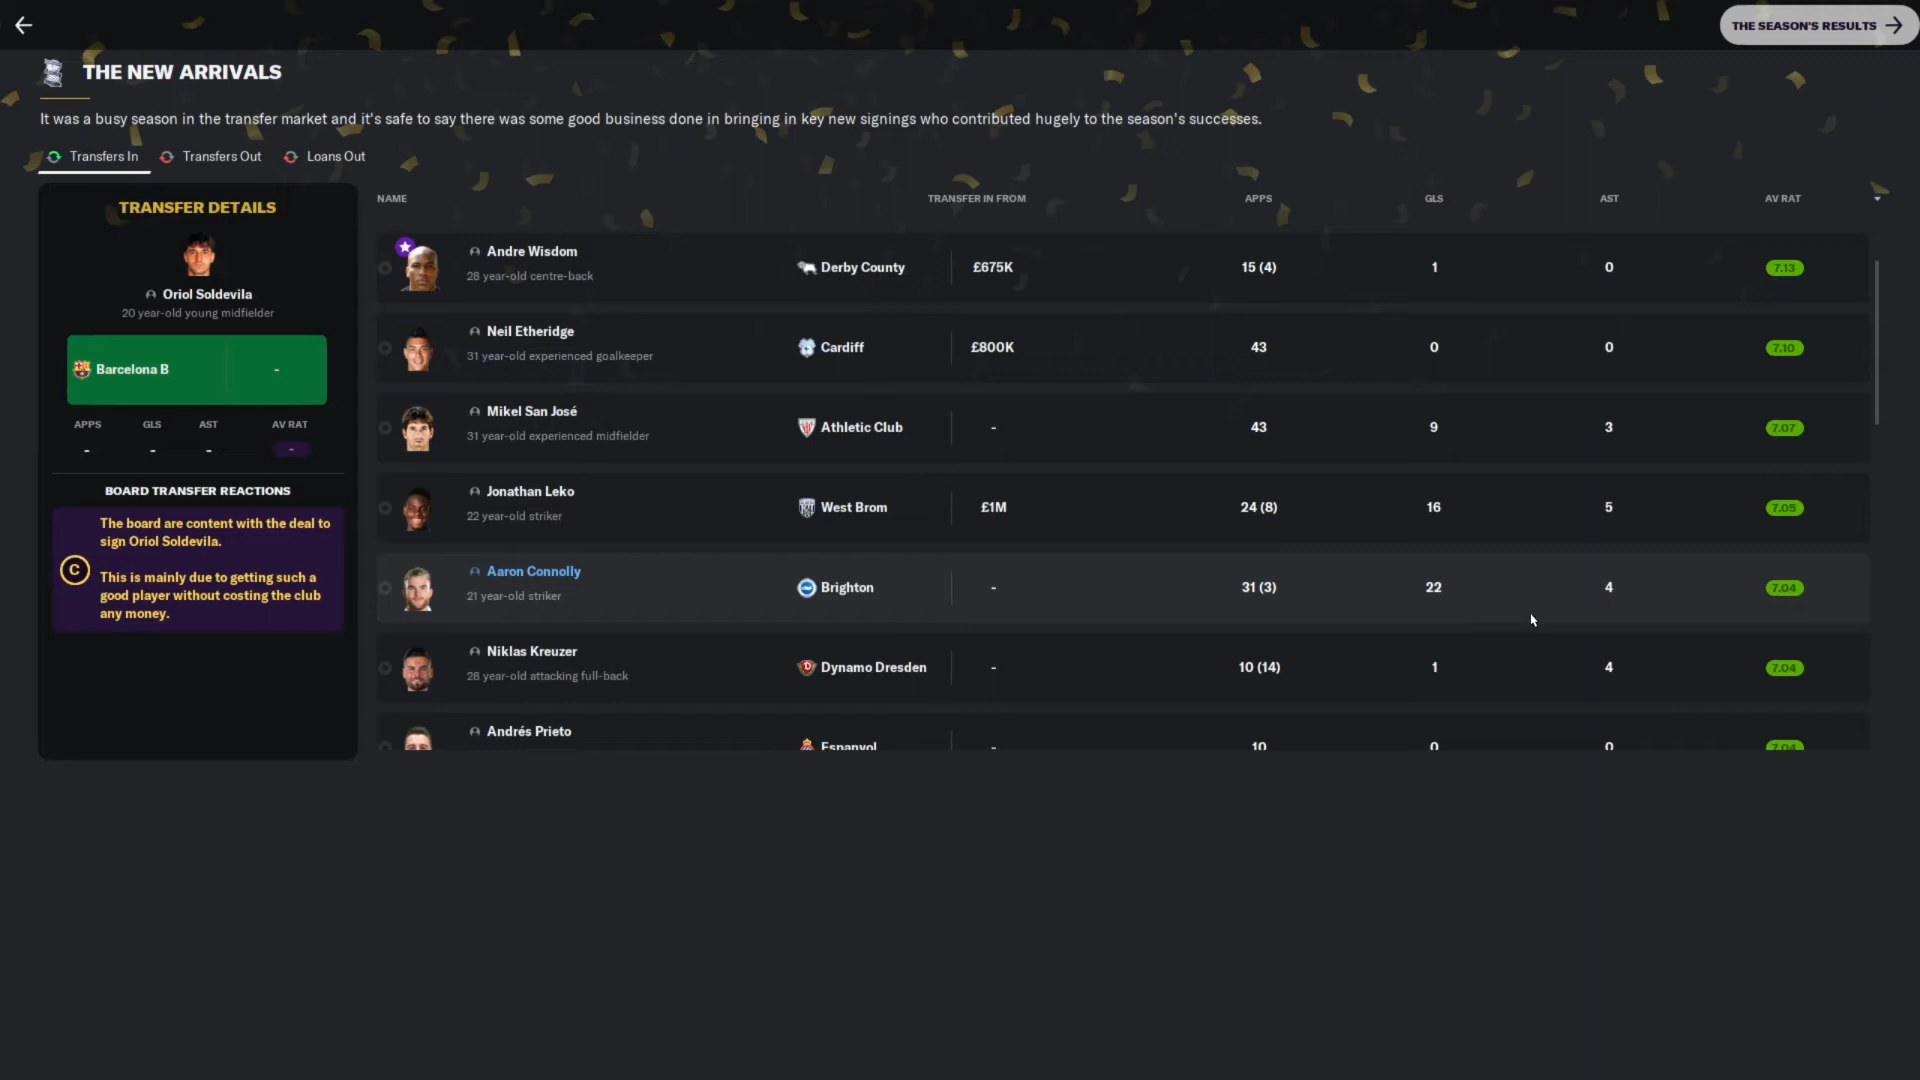 THE SEASON'S RESULTS
THE NEW ARRIVALS
It was a busy season in the transfer market and it's safe to say there was some good business done in bringing in key new signings who contributed hugely to the season's successes.
Transfers In Transfers Out Loans Out
TRANSFER DETAILS
Oriol Soldevila
20 year-old young midfielder
Barcelona B -
APPS GLS AST AV RAT
- - - -
BOARD TRANSFER REACTIONS
C
The board are content with the deal to
sign Oriol Soldevila.
This is mainly due to getting such a
good player without costing the club
any money.
NAME TRANSFER IN FROM APPS GLS AST AV RAT
Andre Wisdom
28 year-old centre-back
Derby County £675K 15 (4) 1 0 7.13
Neil Etheridge
31 year-old experienced goalkeeper
Cardiff £800K 43 0 0 7.10
Mikel San José
31 year-old experienced midfielder
Athletic Club - 43 9 3 7.07
Jonathan Leko
22 year-old striker
West Brom £1M 24 (8) 16 5 7.05
Aaron Connolly
21 year-old striker
Brighton - 31 (3) 22 4 7.04
Niklas Kreuzer
28 year-old attacking full-back
Dynamo Dresden - 10 (14) 1 4 7.04
Andrés Prieto
Espanyol - 10 0 0 7.04